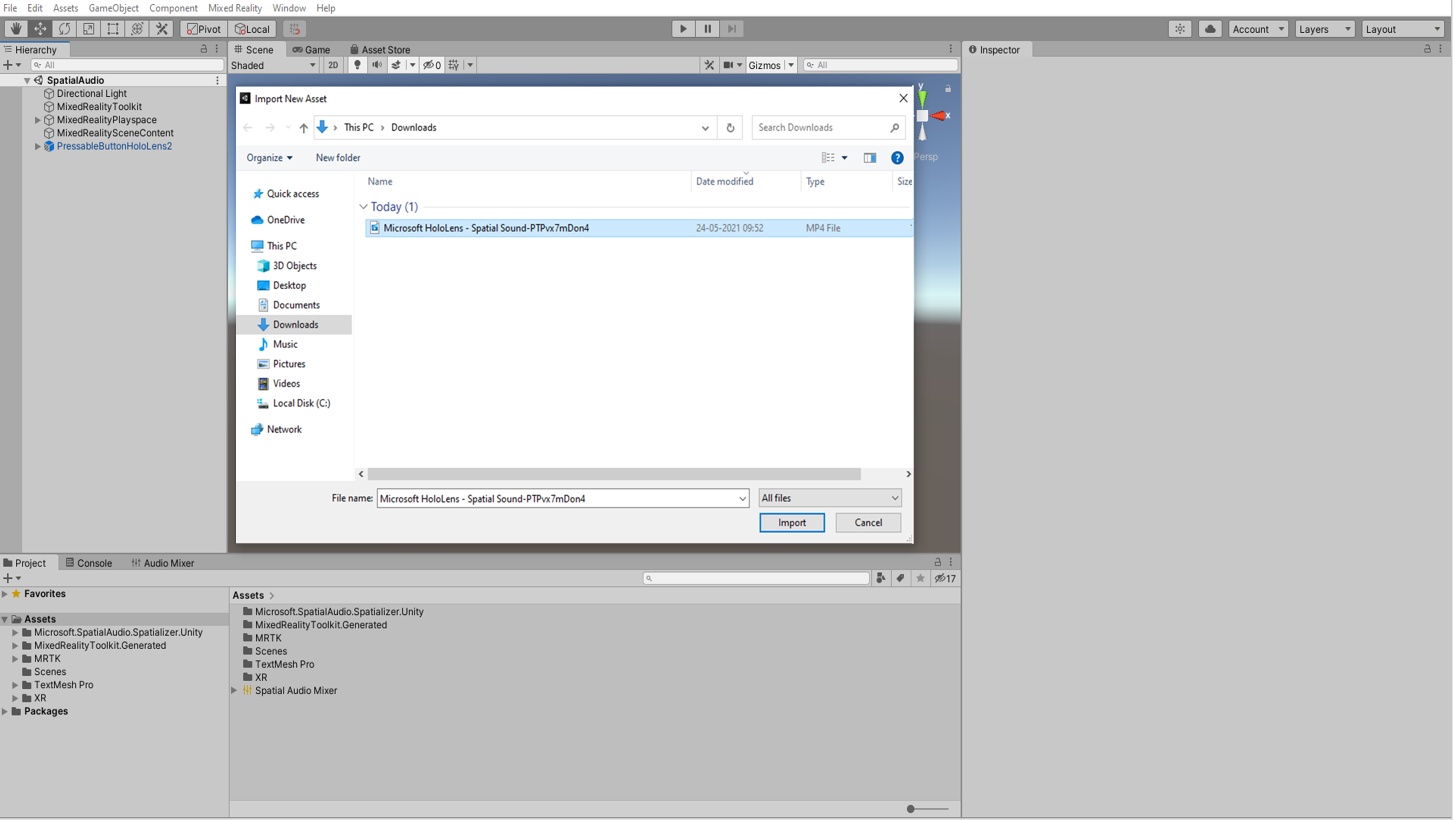 File Edit Assets GameObject Component Mixed Reality Window Help
Pivot Local Account Layers Layout
Hierarchy Scene Game Asset Store Inspector
All Shaded 2D 0 Gizmos All
SpatialAudio
Directional Light
MixedRealityToolkit
MixedRealityPlayspace
MixedRealitySceneContent
PressableButtonHoloLens2
y
x
Persp
Import New Asset
This PC Downloads Search Downloads
Organize New folder ?
Name Date modified Type Size
Quick access
OneDrive
This PC
3D Objects
Desktop
Documents
Downloads
Music
Pictures
Videos
Local Disk (C:)
Network
Today (1)
Microsoft HoloLens - Spatial Sound-PTPvx7mDon4 24-05-2021 09:52 MP4 File
File name: Microsoft HoloLens - Spatial Sound-PTPvx7mDon4 All files
Import Cancel
Project Console Audio Mixer
17
Favorites
Assets
Microsoft.SpatialAudio.Spatializer.Unity
MixedRealityToolkit.Generated
MRTK
Scenes
TextMesh Pro
XR
Packages
Assets
Microsoft.SpatialAudio.Spatializer.Unity
MixedRealityToolkit.Generated
MRTK
Scenes
TextMesh Pro
XR
Spatial Audio Mixer